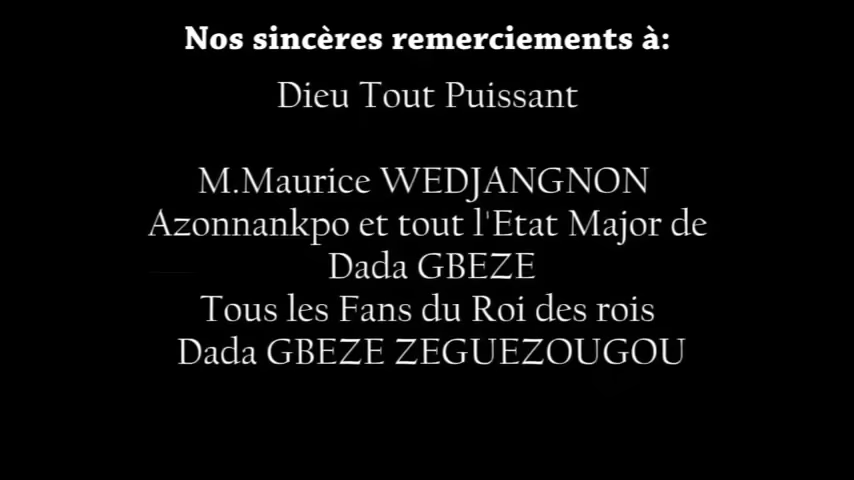 Nos sincères remerciements à:
Dieu Tout Puissant
M.Maurice WEDJANGNON
Azonnankpo et tout l'Etat Major de
Dada GBEZE
Tous les Fans du Roi des rois
Dada GBEZE ZEGUEZOUGOU